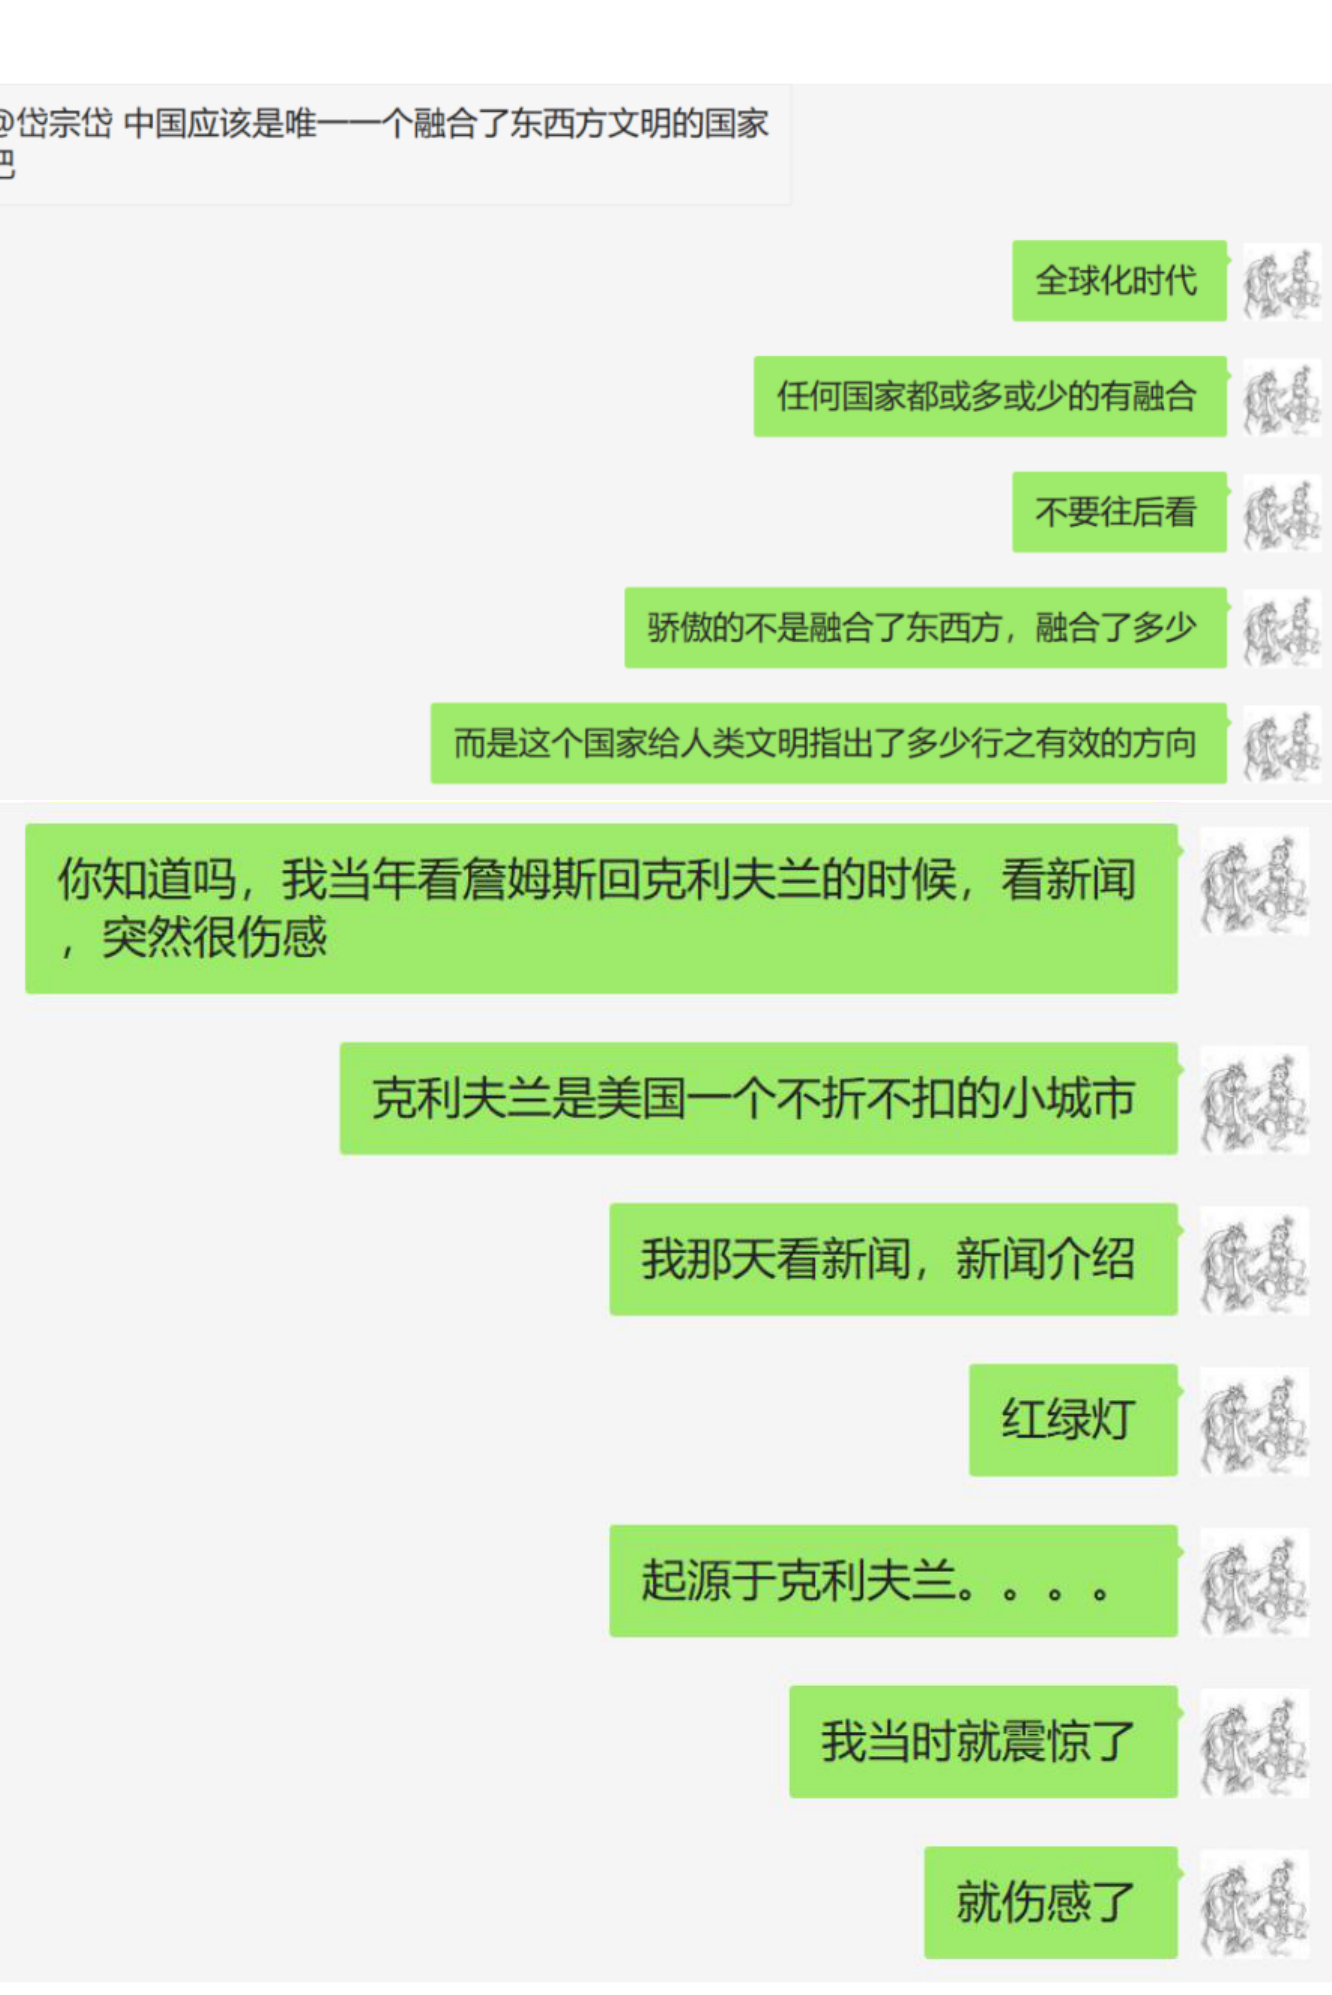 @岱宗岱 中国应该是唯一一个融合了东西方文明的国家
吧
全球化时代
任何国家都或多或少的有融合
不要往后看
骄傲的不是融合了东西方，融合了多少
而是这个国家给人类文明指出了多少行之有效的方向
你知道吗，我当年看詹姆斯回克利夫兰的时候，看新闻
，突然很伤感
克利夫兰是美国一个不折不扣的小城市
我那天看新闻，新闻介绍
红绿灯
起源于克利夫兰。。。。
我当时就震惊了
就伤感了